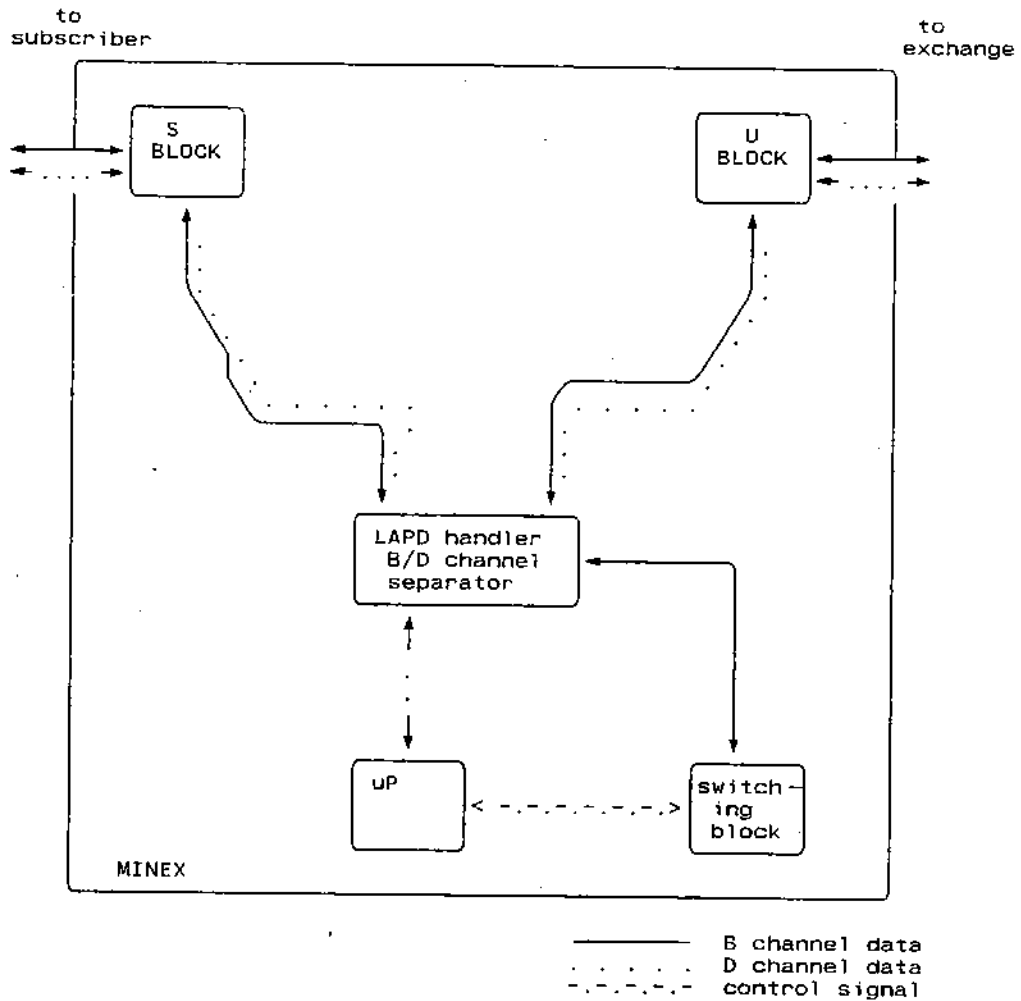 to
subscriber
to
exchange
S
BLOCK
U
BLOCK
LAPD handler
B/D channel
separator
uP
switch-
ing
block
MINEX
B channel data
D channel data
control signal